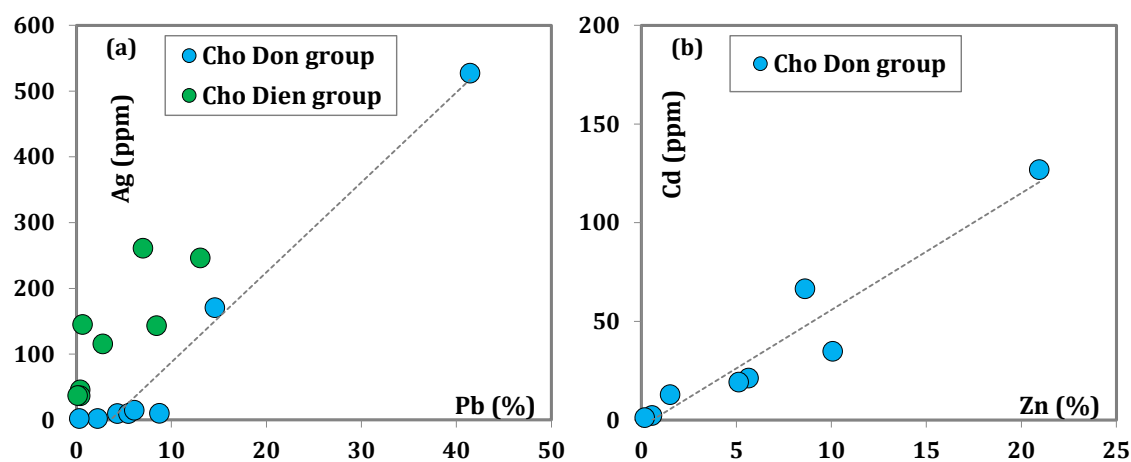 (a)
Cho Don group
Cho Dien group
Ag (ppm)
600
500
400
300
200
100
0
0 10 20 30 40 50
Pb (%)
(b)
Cho Don group
Cd (ppm)
200
150
100
50
0
0 5 10 15 20 25
Zn (%)